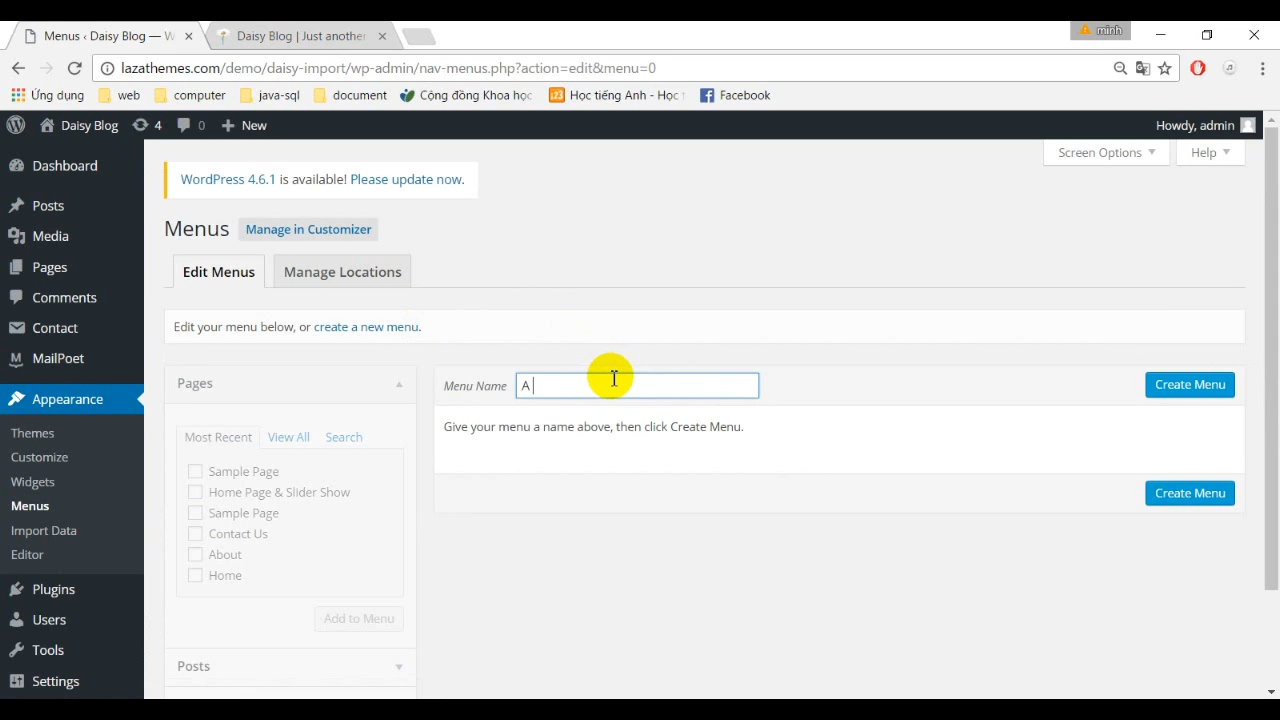 Menus ‹ Daisy Blog — W
Daisy Blog | Just another
minh
lazathemes.com/demo/daisy-import/wp-admin/nav-menus.php?action=edit&menu=0
Ứng dụng web computer java-sql document Cộng đồng Khoa học Học tiếng Anh - Học Facebook
Daisy Blog 4 0 New Howdy, admin
Screen Options Help
Dashboard
Posts
Media
Pages
Comments
Contact
MailPoet
Appearance
Themes
Customize
Widgets
Menus
Import Data
Editor
Plugins
Users
Tools
Settings
WordPress 4.6.1 is available! Please update now.
Menus Manage in Customizer
Edit Menus Manage Locations
Edit your menu below, or create a new menu.
Pages
Most Recent View All Search
Sample Page
Home Page & Slider Show
Sample Page
Contact Us
About
Home
Add to Menu
Posts
Menu Name A Create Menu
Give your menu a name above, then click Create Menu.
Create Menu